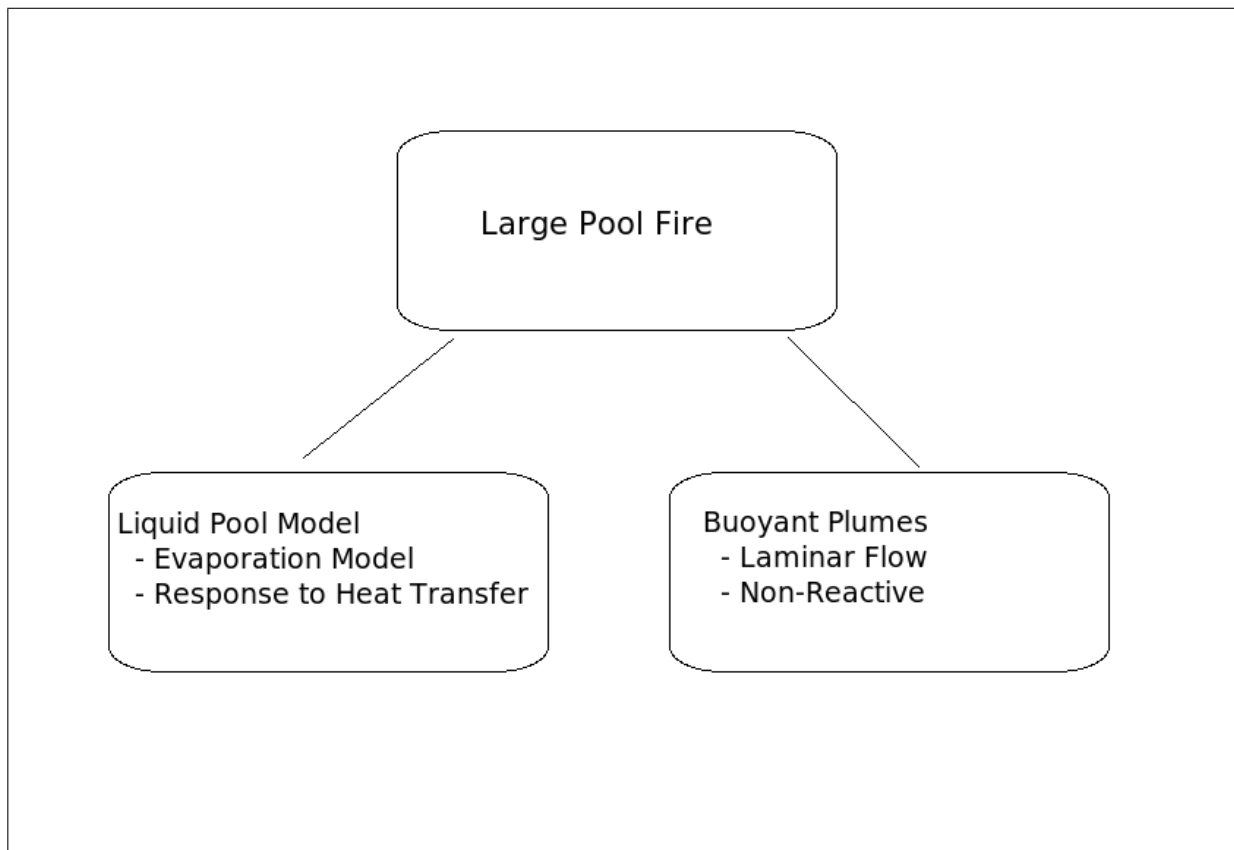 Large Pool Fire
Liquid Pool Model
- Evaporation Model
- Response to Heat Transfer
Buoyant Plumes
- Laminar Flow
- Non-Reactive